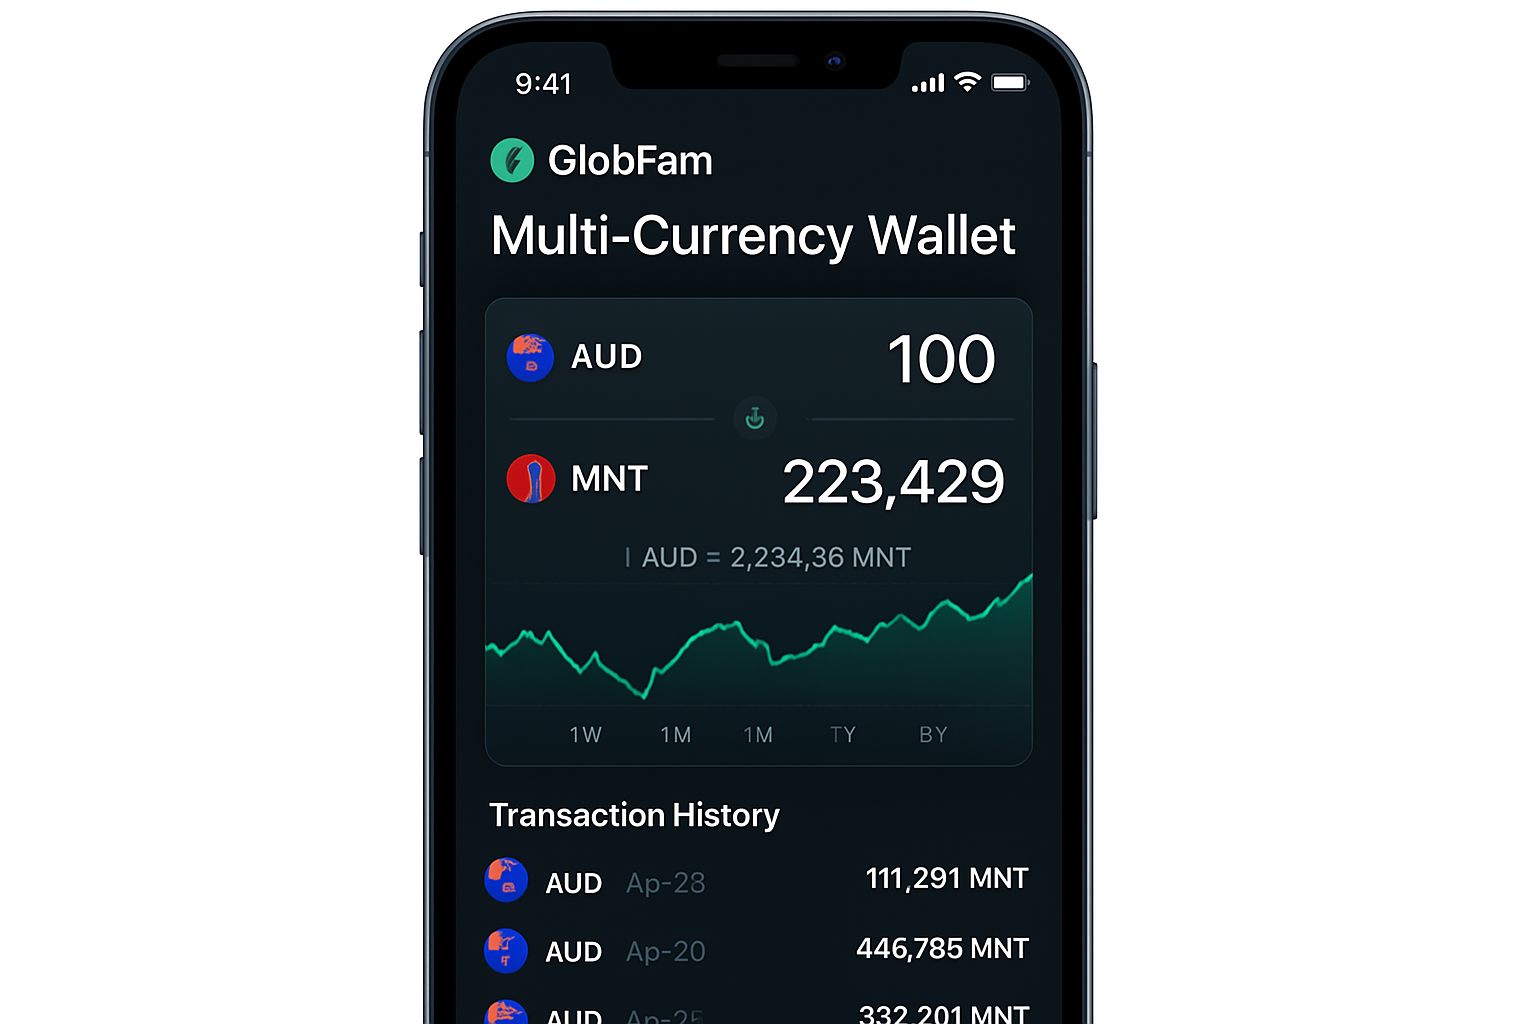 9:41
GlobFam
Multi-Currency Wallet
AUD 100
MNT 223,429
I AUD = 2,234,36 MNT
1W 1M 1M TY BY
Transaction History
AUD Ap-28 111,291 MNT
AUD Ap-20 446,785 MNT
AUD Ap-25 332,201 MNT